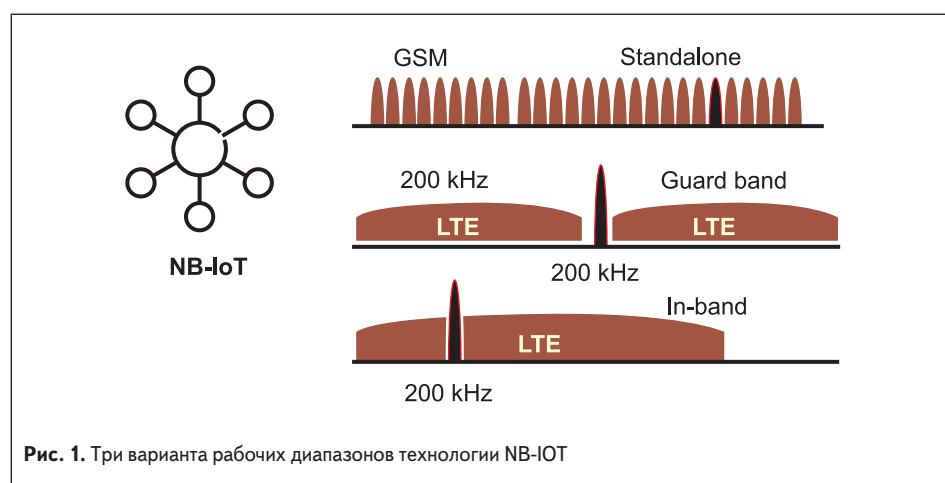 GSM
Standalone
200 kHz
Guard band
LTE
LTE
NB-IoT
200 kHz
In-band
LTE
200 kHz
Рис. 1. Три варианта рабочих диапазонов технологии NB-IOT